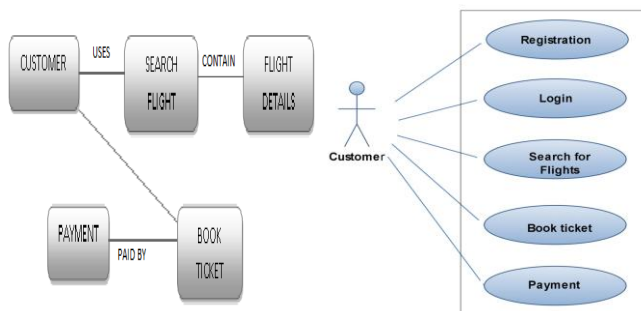 CUSTOMER
USES
SEARCH
FLIGHT
CONTAIN
FLIGHT
DETAILS
PAYMENT
PAID BY
BOOK
TICKET
Customer
Registration
Login
Search for
Flights
Book ticket
Payment